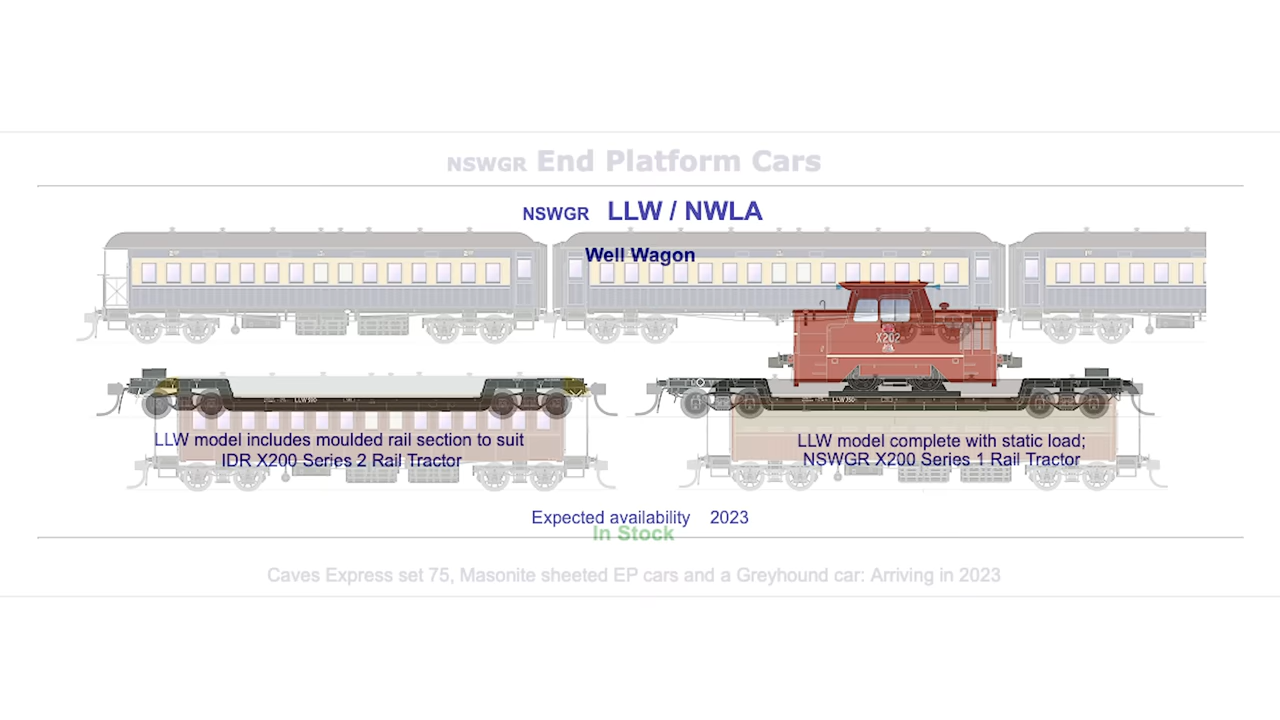 NSWGR End Platform Cars
NSWGR LLW / NWLA
Well Wagon
X202
LLW model includes moulded rail section to suit
IDR X200 Series 2 Rail Tractor
LLW model complete with static load;
NSWGR X200 Series 1 Rail Tractor
Expected availability 2023
In Stock
Caves Express set 75, Masonite sheeted EP cars and a Greyhound car: Arriving in 2023